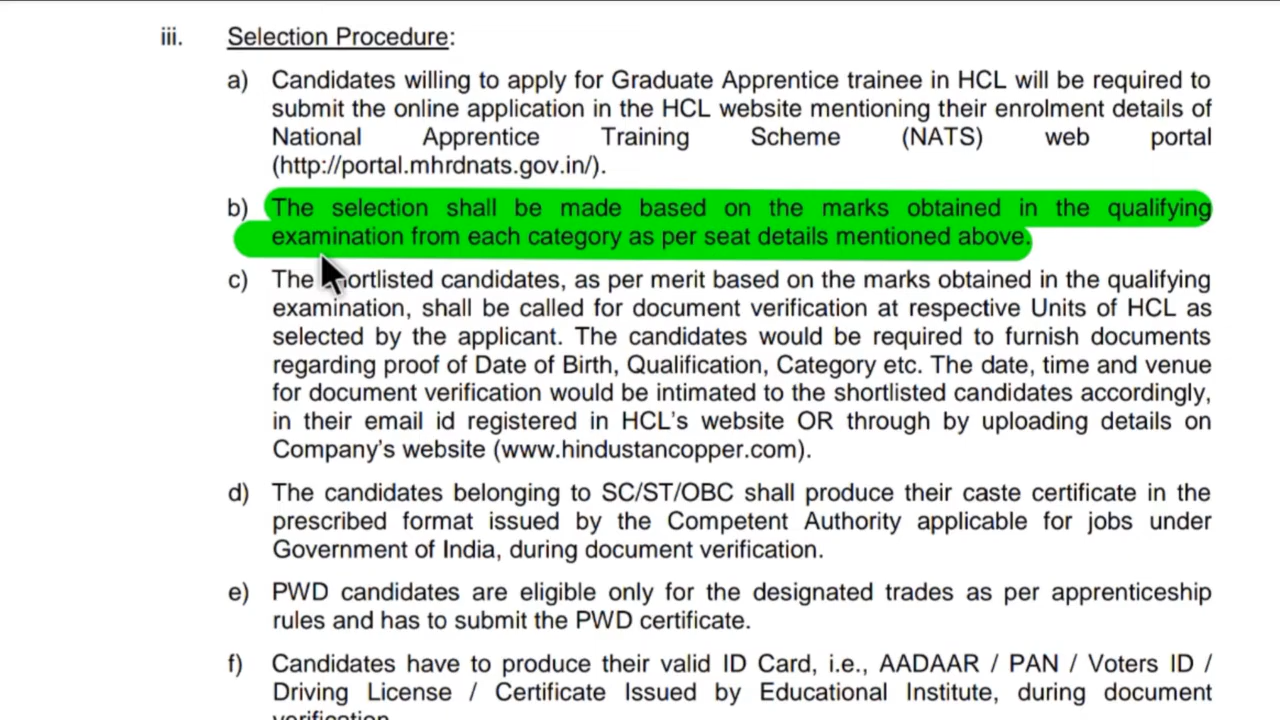 iii. Selection Procedure:
a) Candidates willing to apply for Graduate Apprentice trainee in HCL will be required to
submit the online application in the HCL website mentioning their enrolment details of
National Apprentice Training Scheme (NATS) web portal
(http://portal.mhrdnats.gov.in/).
b) The selection shall be made based on the marks obtained in the qualifying
examination from each category as per seat details mentioned above.
c) The shortlisted candidates, as per merit based on the marks obtained in the qualifying
examination, shall be called for document verification at respective Units of HCL as
selected by the applicant. The candidates would be required to furnish documents
regarding proof of Date of Birth, Qualification, Category etc. The date, time and venue
for document verification would be intimated to the shortlisted candidates accordingly,
in their email id registered in HCL's website OR through by uploading details on
Company's website (www.hindustancopper.com).
d) The candidates belonging to SC/ST/OBC shall produce their caste certificate in the
prescribed format issued by the Competent Authority applicable for jobs under
Government of India, during document verification.
e) PWD candidates are eligible only for the designated trades as per apprenticeship
rules and has to submit the PWD certificate.
f) Candidates have to produce their valid ID Card, i.e., AADAAR / PAN / Voters ID /
Driving License / Certificate Issued by Educational Institute, during document
verification